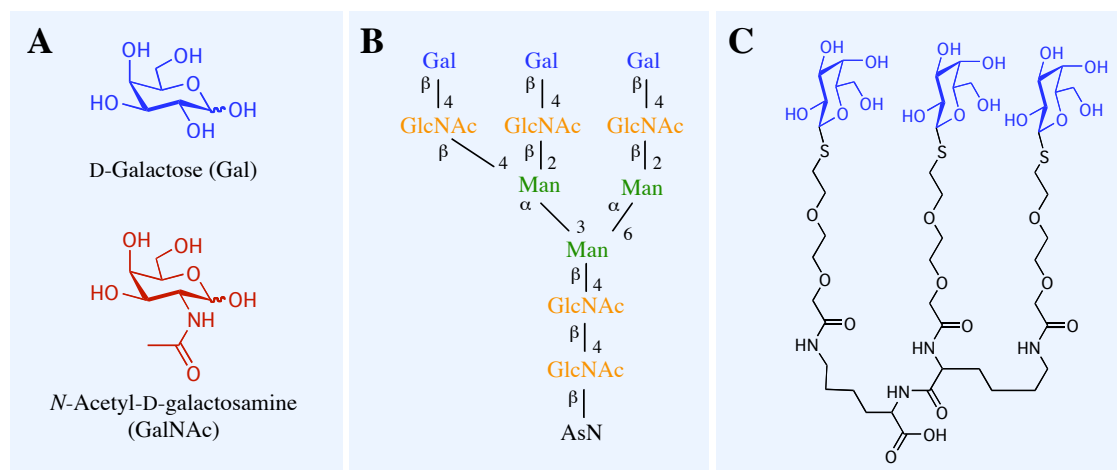 A
OH
OH
O
HO
OH
OH
D-Galactose (Gal)
OH
OH
O
HO
OH
NH
O
N-Acetyl-D-galactosamine
(GalNAc)
B
Gal Gal Gal
β 4 β 4 β 4
GlcNAc GlcNAc GlcNAc
β 4 β 2 β 2
Man Man
α 3 α 6
Man
β 4
GlcNAc
β 4
GlcNAc
β
AsN
C
OH OH OH
OH OH OH
OH OH OH
HO HO HO
O O O
S S S
O O O
O O O
O O O
HN HN HN
HN O
OH
O